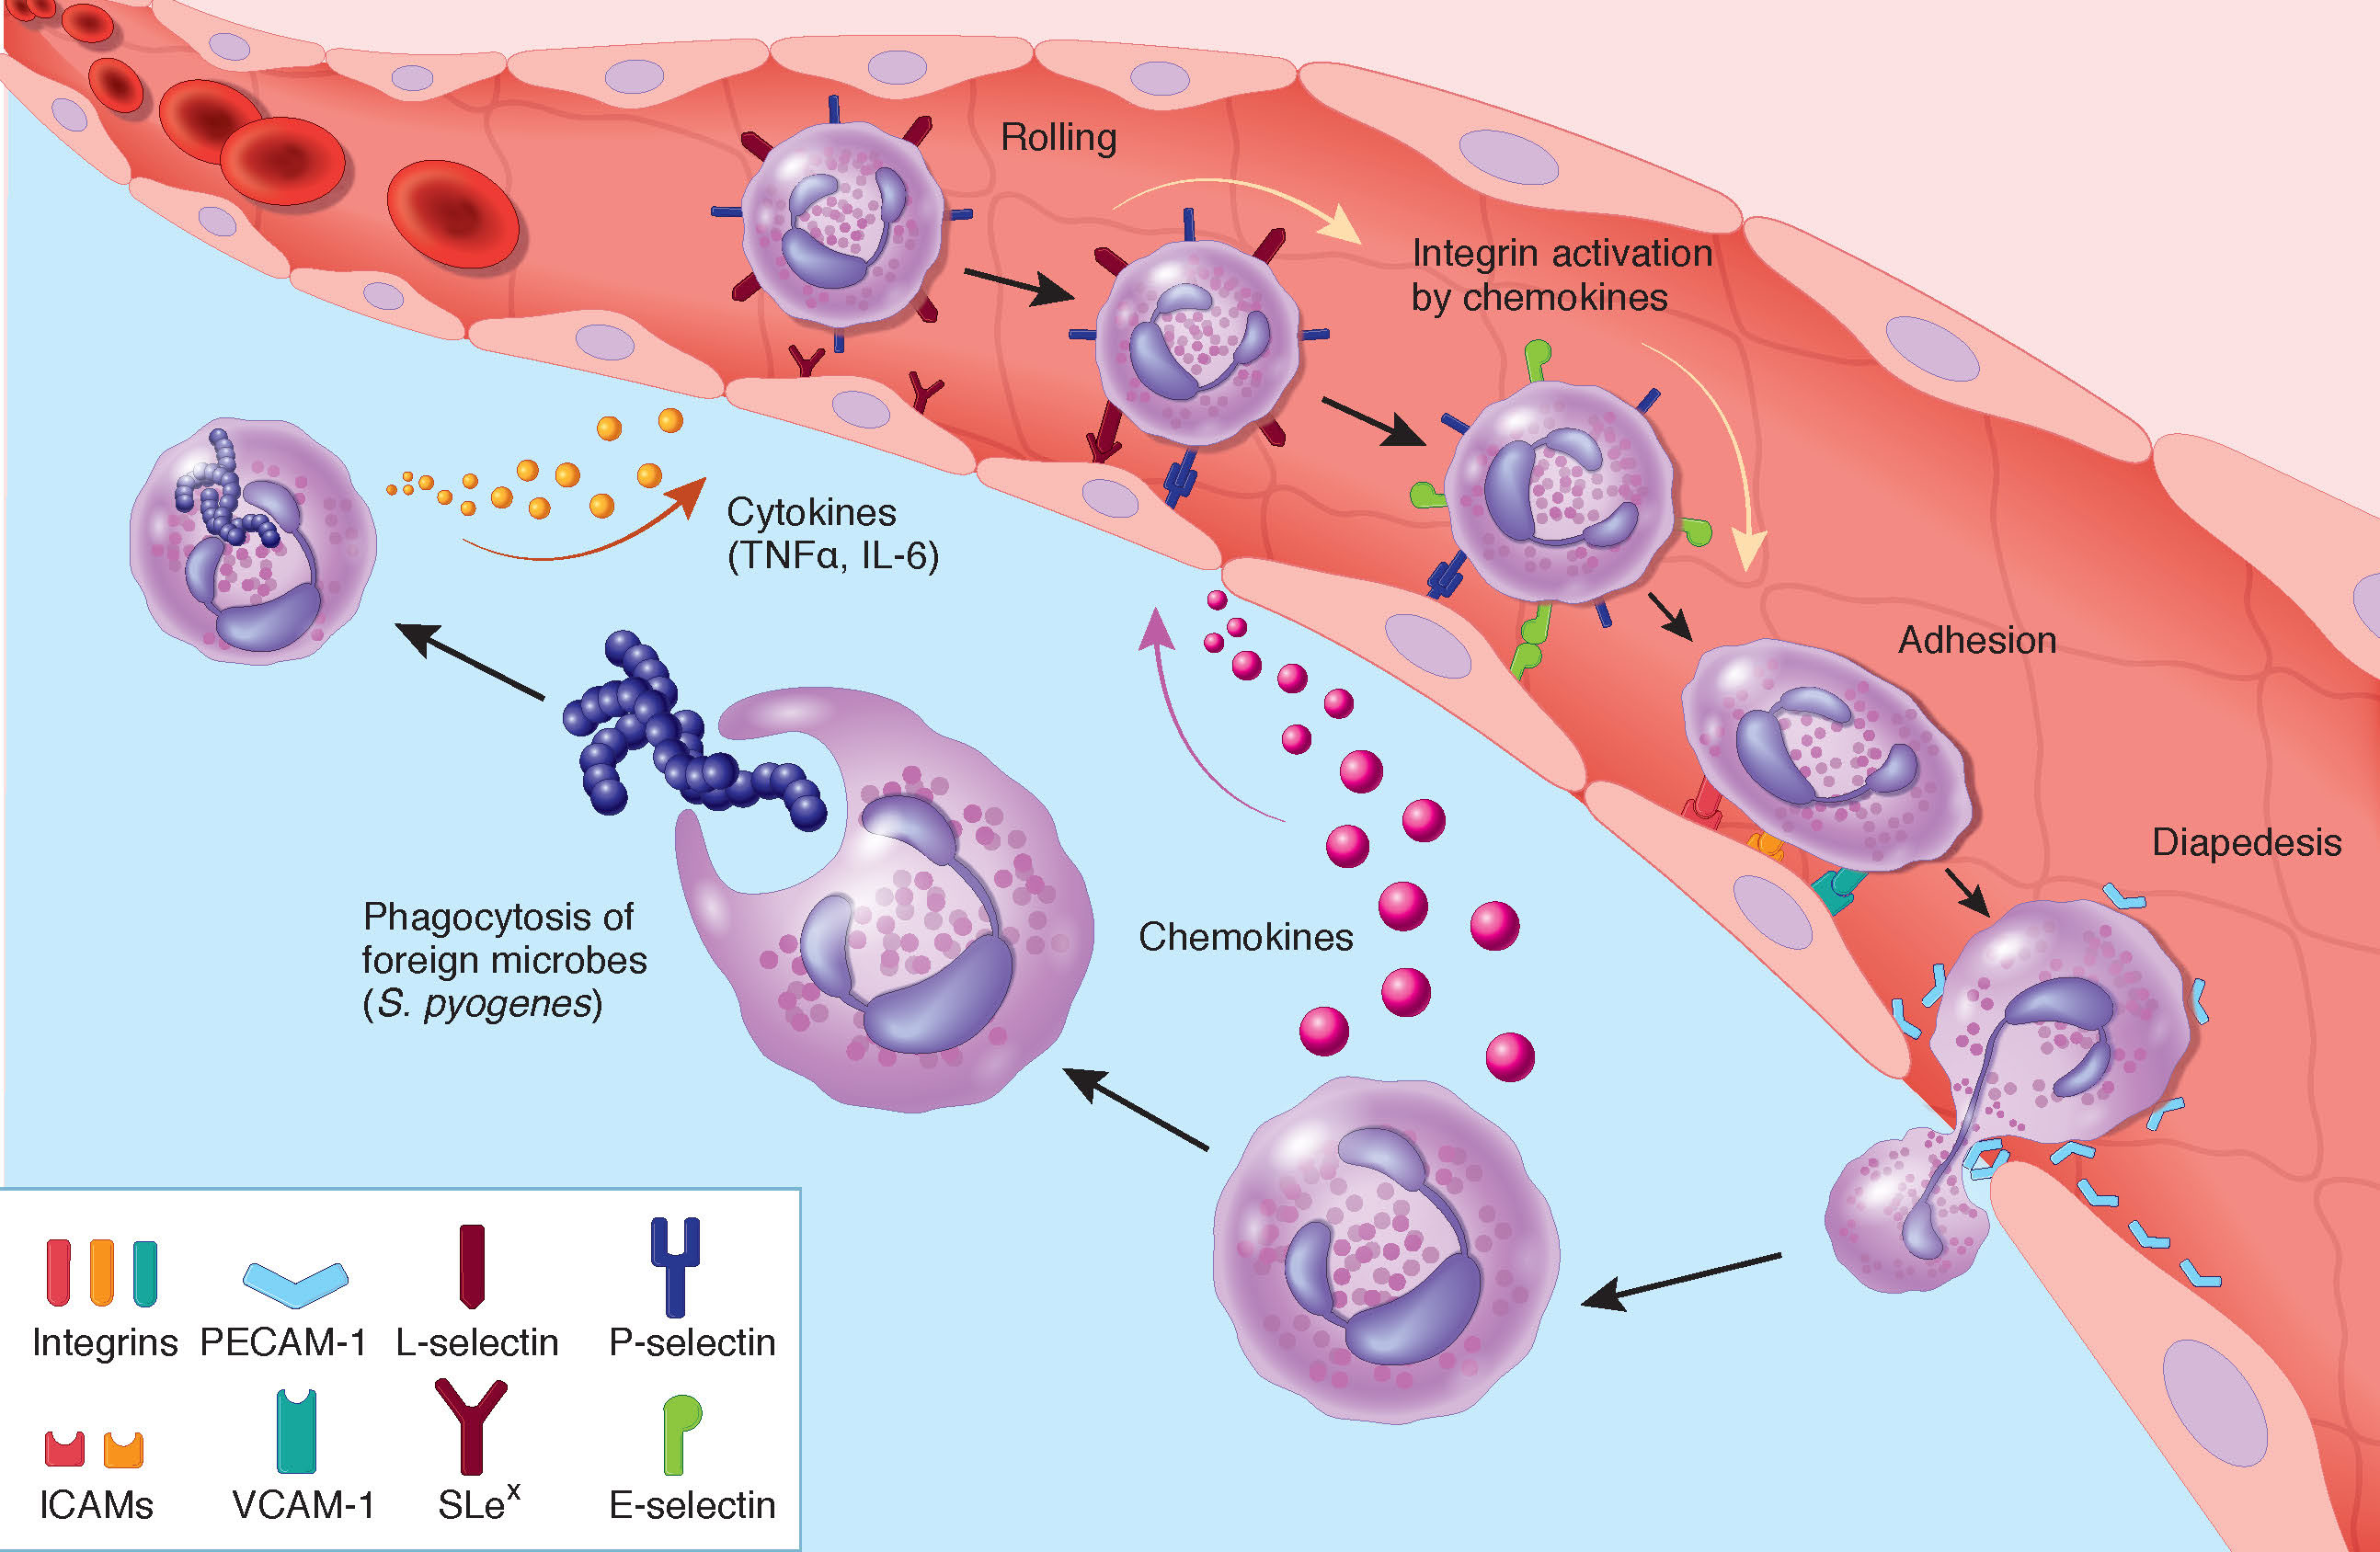 Rolling
Integrin activation
by chemokines
Cytokines
(TNFα, IL-6)
Adhesion
Diapedesis
Phagocytosis of
foreign microbes
(S. pyogenes)
Chemokines
Integrins PECAM-1 L-selectin P-selectin
ICAMs VCAM-1 SLeˣ E-selectin